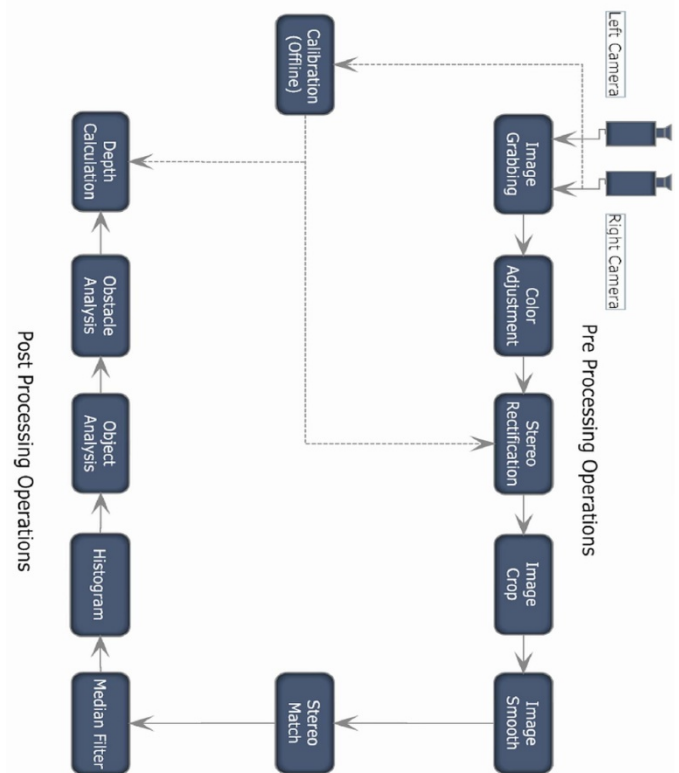 Left Camera
Right Camera
Pre Processing Operations
Image
Grabbing
Color
Adjustment
Stereo
Rectification
Image
Crop
Image
Smooth
Calibration
(Offline)
Stereo
Match
Depth
Calculation
Obstacle
Analysis
Object
Analysis
Histogram
Median Filter
Post Processing Operations